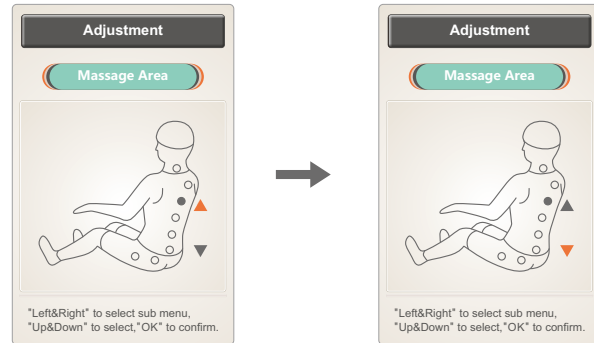 Adjustment
Massage Area
"Left&Right" to select sub menu,
"Up&Down" to select,"OK" to confirm.
Adjustment
Massage Area
"Left&Right" to select sub menu,
"Up&Down" to select,"OK" to confirm.